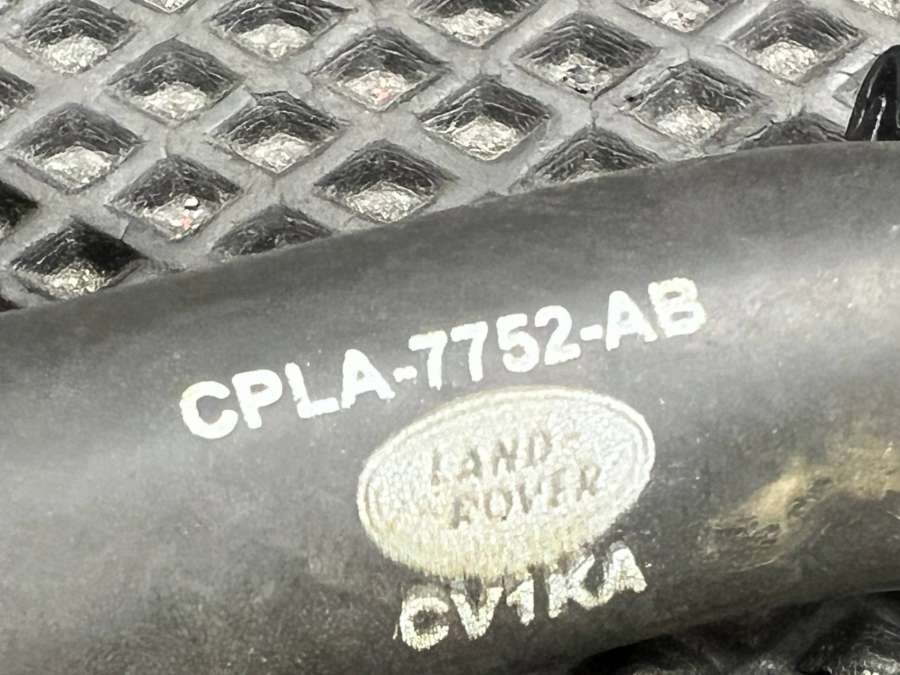 CPLA-7752-AB
LAND-
ROVER
CV1KA